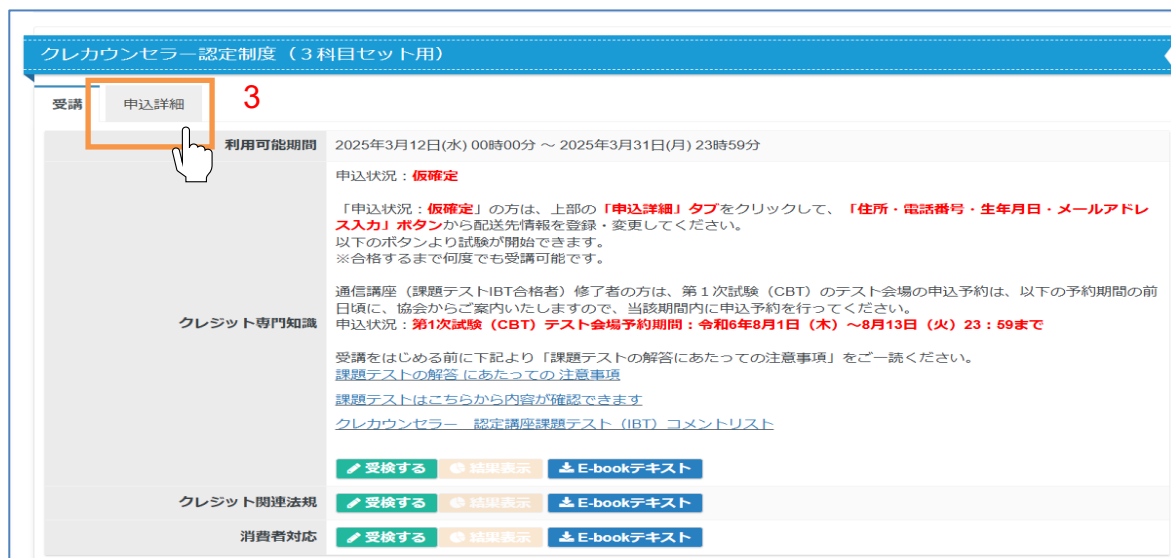 クレカウンセラー認定制度（３科目セット用）
受講 申込詳細 3
利用可能期間 2025年3月12日(水) 00時00分 ～ 2025年3月31日(月) 23時59分
申込状況：仮確定
「申込状況：仮確定」の方は、上部の「申込詳細」タブをクリックして、「住所・電話番号・生年月日・メールアドレ
ス入力」ボタンから配送先情報を登録・変更してください。
以下のボタンより試験が開始できます。
※合格するまで何度でも受講可能です。
通信講座（課題テストIBT合格者）修了者の方は、第１次試験（CBT）のテスト会場の申込予約は、以下の予約期間の前
日頃に、協会からご案内いたしますので、当該期間内に申込予約を行ってください。
クレジット専門知識
申込状況：第1次試験（CBT）テスト会場予約期間：令和6年8月1日（木）～8月13日（火）23：59まで
受講をはじめる前に下記より「課題テストの解答にあたっての注意事項」をご一読ください。
課題テストの解答 にあたっての 注意事項
課題テストはこちらから内容が確認できます
クレカウンセラー　認定講座課題テスト（IBT）コメントリスト
受検する 結果表示 E-bookテキスト
クレジット関連法規 受検する 結果表示 E-bookテキスト
消費者対応 受検する 結果表示 E-bookテキスト